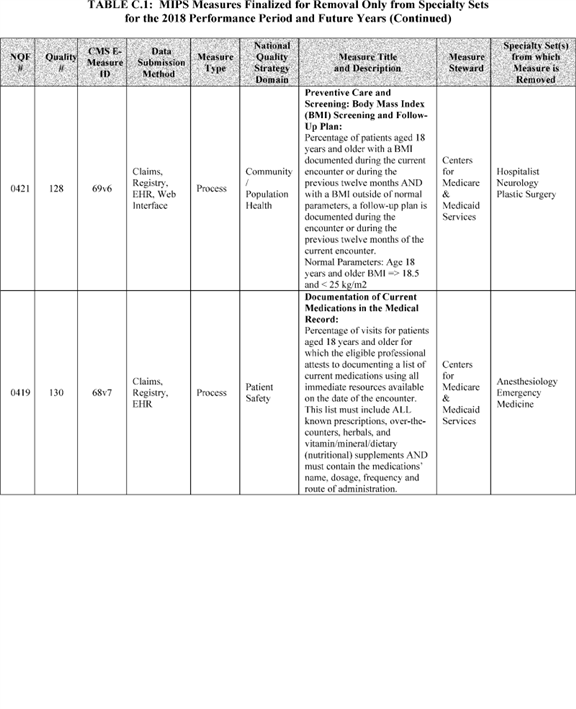 TABLE C.1: MIPS Measures Finalized for Removal Only from Specialty Sets
for the 2018 Performance Period and Future Years (Continued)
NQF
#
Quality
#
CMS E-
Measure
ID
Data
Submission
Method
Measure
Type
National
Quality
Strategy
Domain
Measure Title
and Description
Measure
Steward
Specialty Set(s)
from which
Measure is
Removed
0421
128
69v6
Claims,
Registry,
EHR, Web
Interface
Process
Community
/
Population
Health
Preventive Care and
Screening: Body Mass Index
(BMI) Screening and Follow-
Up Plan:
Percentage of patients aged 18
years and older with a BMI
documented during the current
encounter or during the
previous twelve months AND
with a BMI outside of normal
parameters, a follow-up plan is
documented during the
encounter or during the
previous twelve months of the
current encounter.
Normal Parameters: Age 18
years and older BMI => 18.5
and < 25 kg/m2
Centers
for
Medicare
&
Medicaid
Services
Hospitalist
Neurology
Plastic Surgery
0419
130
68v7
Claims,
Registry,
EHR
Process
Patient
Safety
Documentation of Current
Medications in the Medical
Record:
Percentage of visits for patients
aged 18 years and older for
which the eligible professional
attests to documenting a list of
current medications using all
immediate resources available
on the date of the encounter.
This list must include ALL
known prescriptions, over-the-
counters, herbals, and
vitamin/mineral/dietary
(nutritional) supplements AND
must contain the medications'
name, dosage, frequency and
route of administration.
Centers
for
Medicare
&
Medicaid
Services
Anesthesiology
Emergency
Medicine